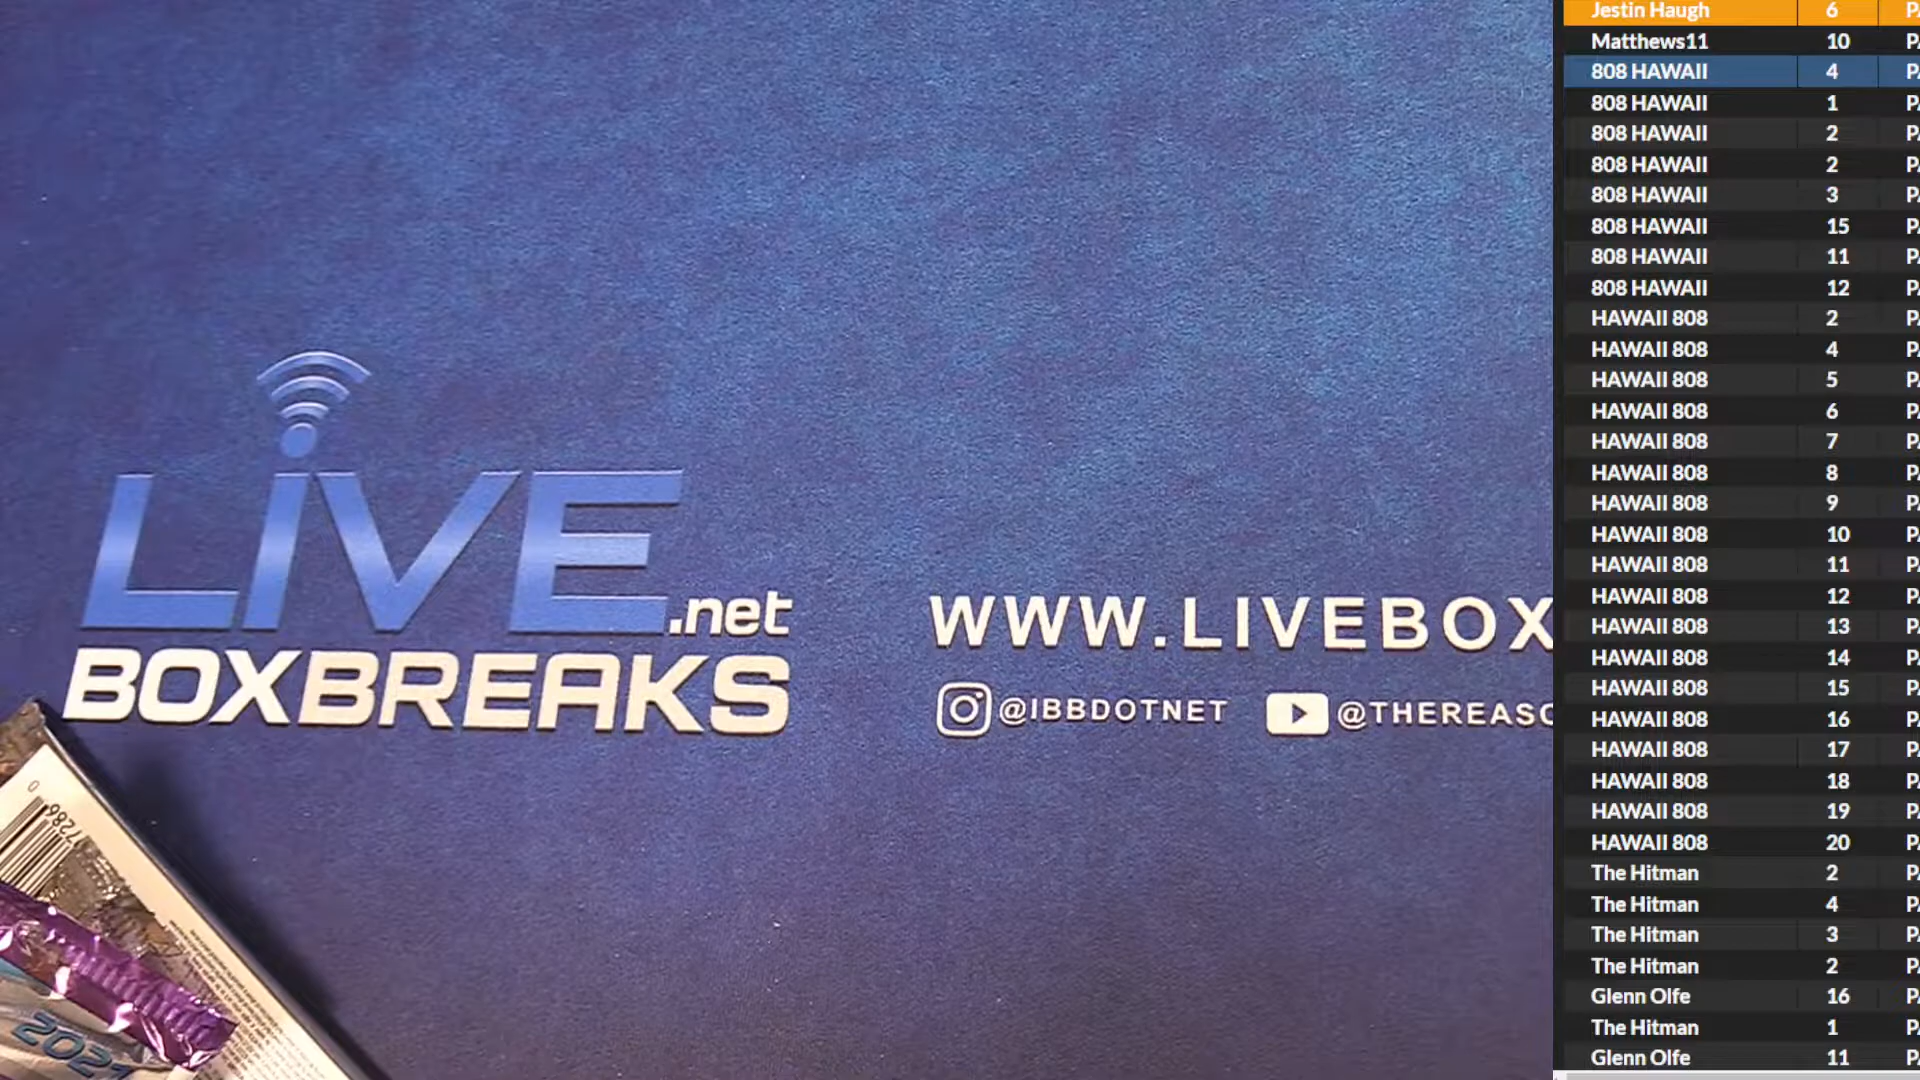 LiVE.net
BOXBREAKS
WWW.LIVEBOX
@IBBDOTNET @THEREASO
0
7286
2021
Jestin Haugh 6
Matthews11 10
808 HAWAII 4
808 HAWAII 1
808 HAWAII 2
808 HAWAII 2
808 HAWAII 3
808 HAWAII 15
808 HAWAII 11
808 HAWAII 12
HAWAII 808 2
HAWAII 808 4
HAWAII 808 5
HAWAII 808 6
HAWAII 808 7
HAWAII 808 8
HAWAII 808 9
HAWAII 808 10
HAWAII 808 11
HAWAII 808 12
HAWAII 808 13
HAWAII 808 14
HAWAII 808 15
HAWAII 808 16
HAWAII 808 17
HAWAII 808 18
HAWAII 808 19
HAWAII 808 20
The Hitman 2
The Hitman 4
The Hitman 3
The Hitman 2
Glenn Olfe 16
The Hitman 1
Glenn Olfe 11